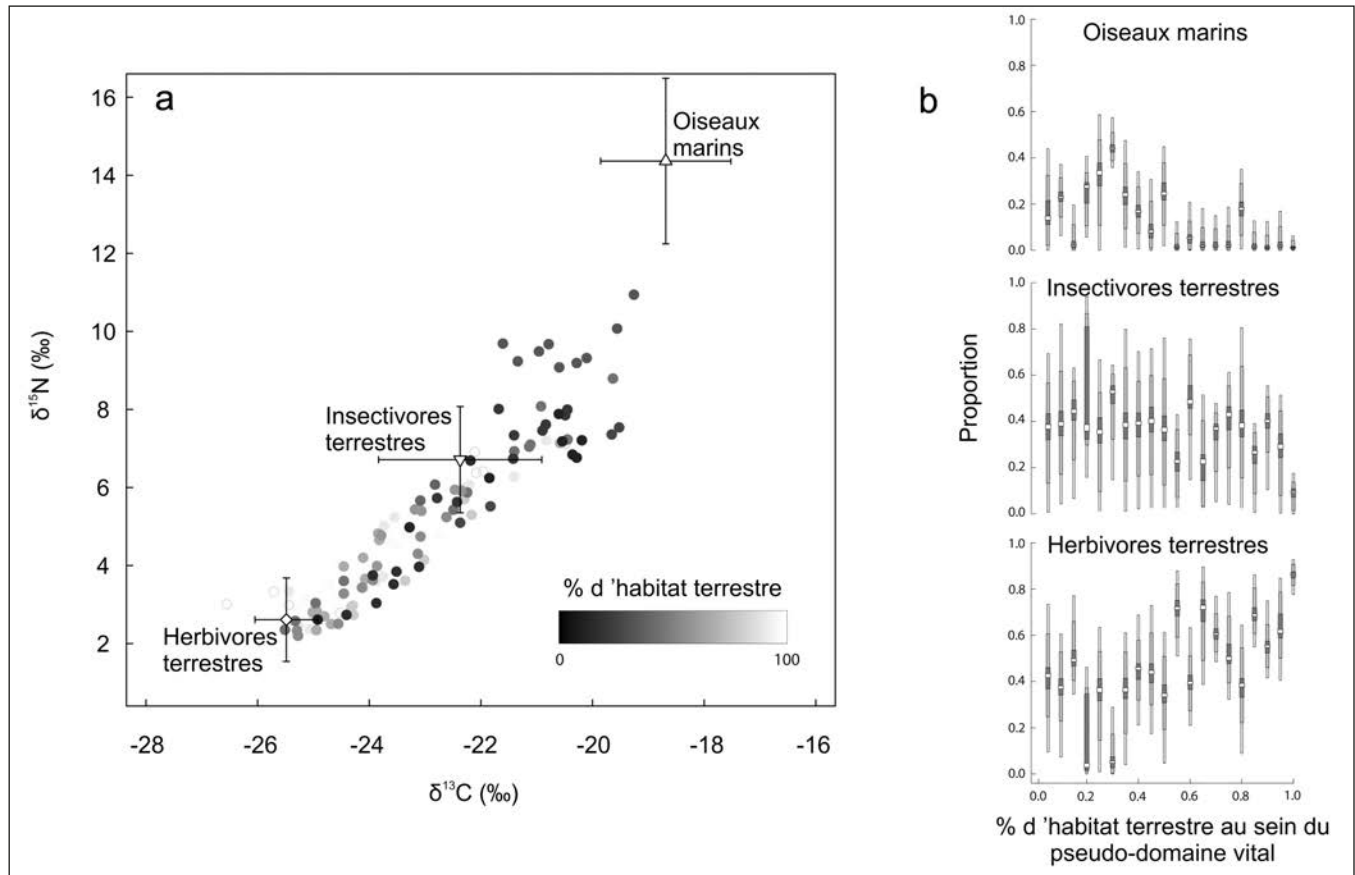 a
16
14
12
10
8
6
4
2
δ15N (‰)
Oiseaux
marins
Insectivores
terrestres
Herbivores
terrestres
% d 'habitat terrestre
0
100
-28
-26
-24
-22
-20
-18
-16
δ13C (‰)
b
Oiseaux marins
1.0
0.8
0.6
0.4
0.2
0.0
Insectivores terrestres
1.0
0.8
0.6
0.4
0.2
0.0
Proportion
Herbivores terrestres
1.0
0.8
0.6
0.4
0.2
0.0
0.0
0.2
0.4
0.6
0.8
1.0
% d 'habitat terrestre au sein du
pseudo-domaine vital